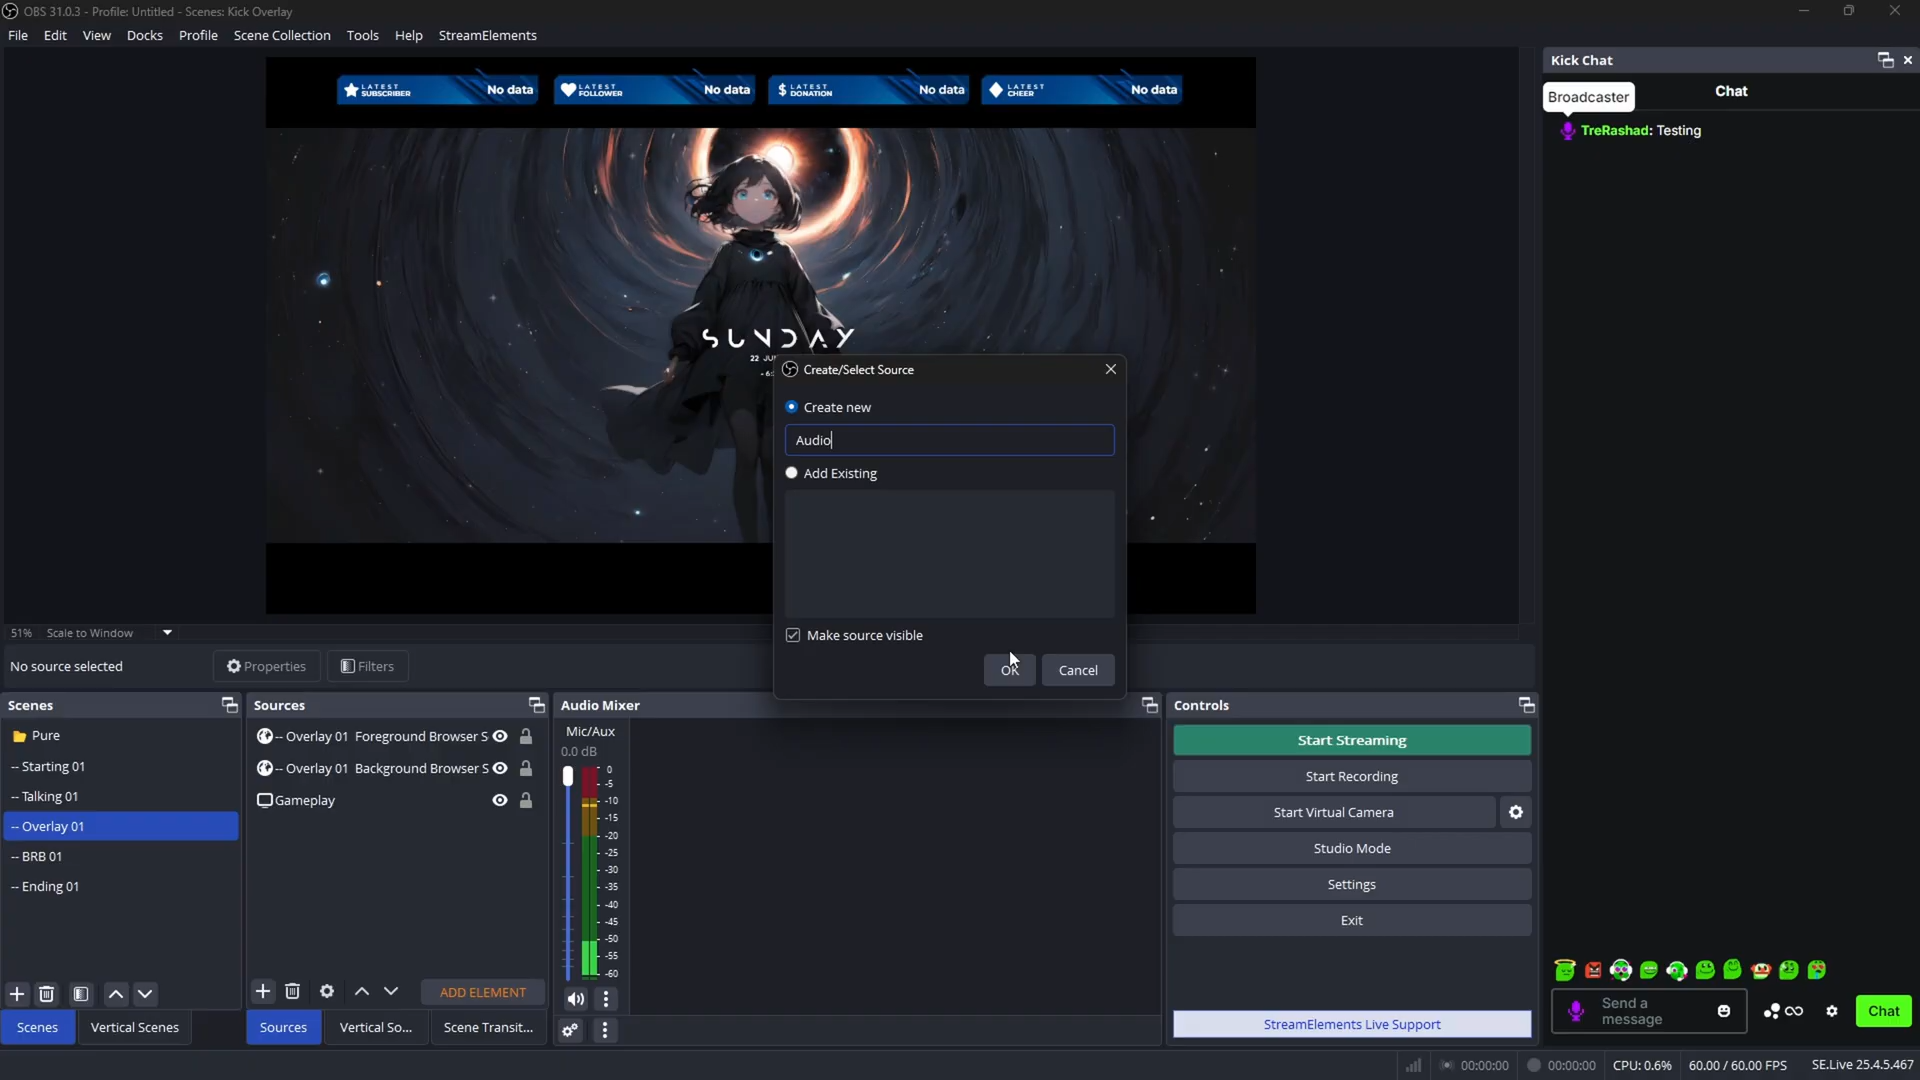 OBS 31.0.3 - Profile: Untitled - Scenes: Kick Overlay
File Edit View Docks Profile Scene Collection Tools Help StreamElements
LATEST SUBSCRIBER No data
LATEST FOLLOWER No data
LATEST DONATION No data
LATEST CHEER No data
SUNDAY
22 JU
Create/Select Source
Create new
Audio
Add Existing
Make source visible
OK Cancel
Kick Chat
Broadcaster
Chat
TreRashad: Testing
51% Scale to Window
No source selected Properties Filters
Scenes
Pure
-- Starting 01
-- Talking 01
-- Overlay 01
-- BRB 01
-- Ending 01
Scenes Vertical Scenes
Sources
-- Overlay 01 Foreground Browser S
-- Overlay 01 Background Browser S
Gameplay
ADD ELEMENT
Sources Vertical So... Scene Transit...
Audio Mixer
Mic/Aux
0.0 dB
0
-5
-10
-15
-20
-25
-30
-35
-40
-45
-50
-55
-60
Controls
Start Streaming
Start Recording
Start Virtual Camera
Studio Mode
Settings
Exit
StreamElements Live Support
Send a
message
Chat
00:00:00 00:00:00 CPU: 0.6% 60.00 / 60.00 FPS SE.Live 25.4.5.467